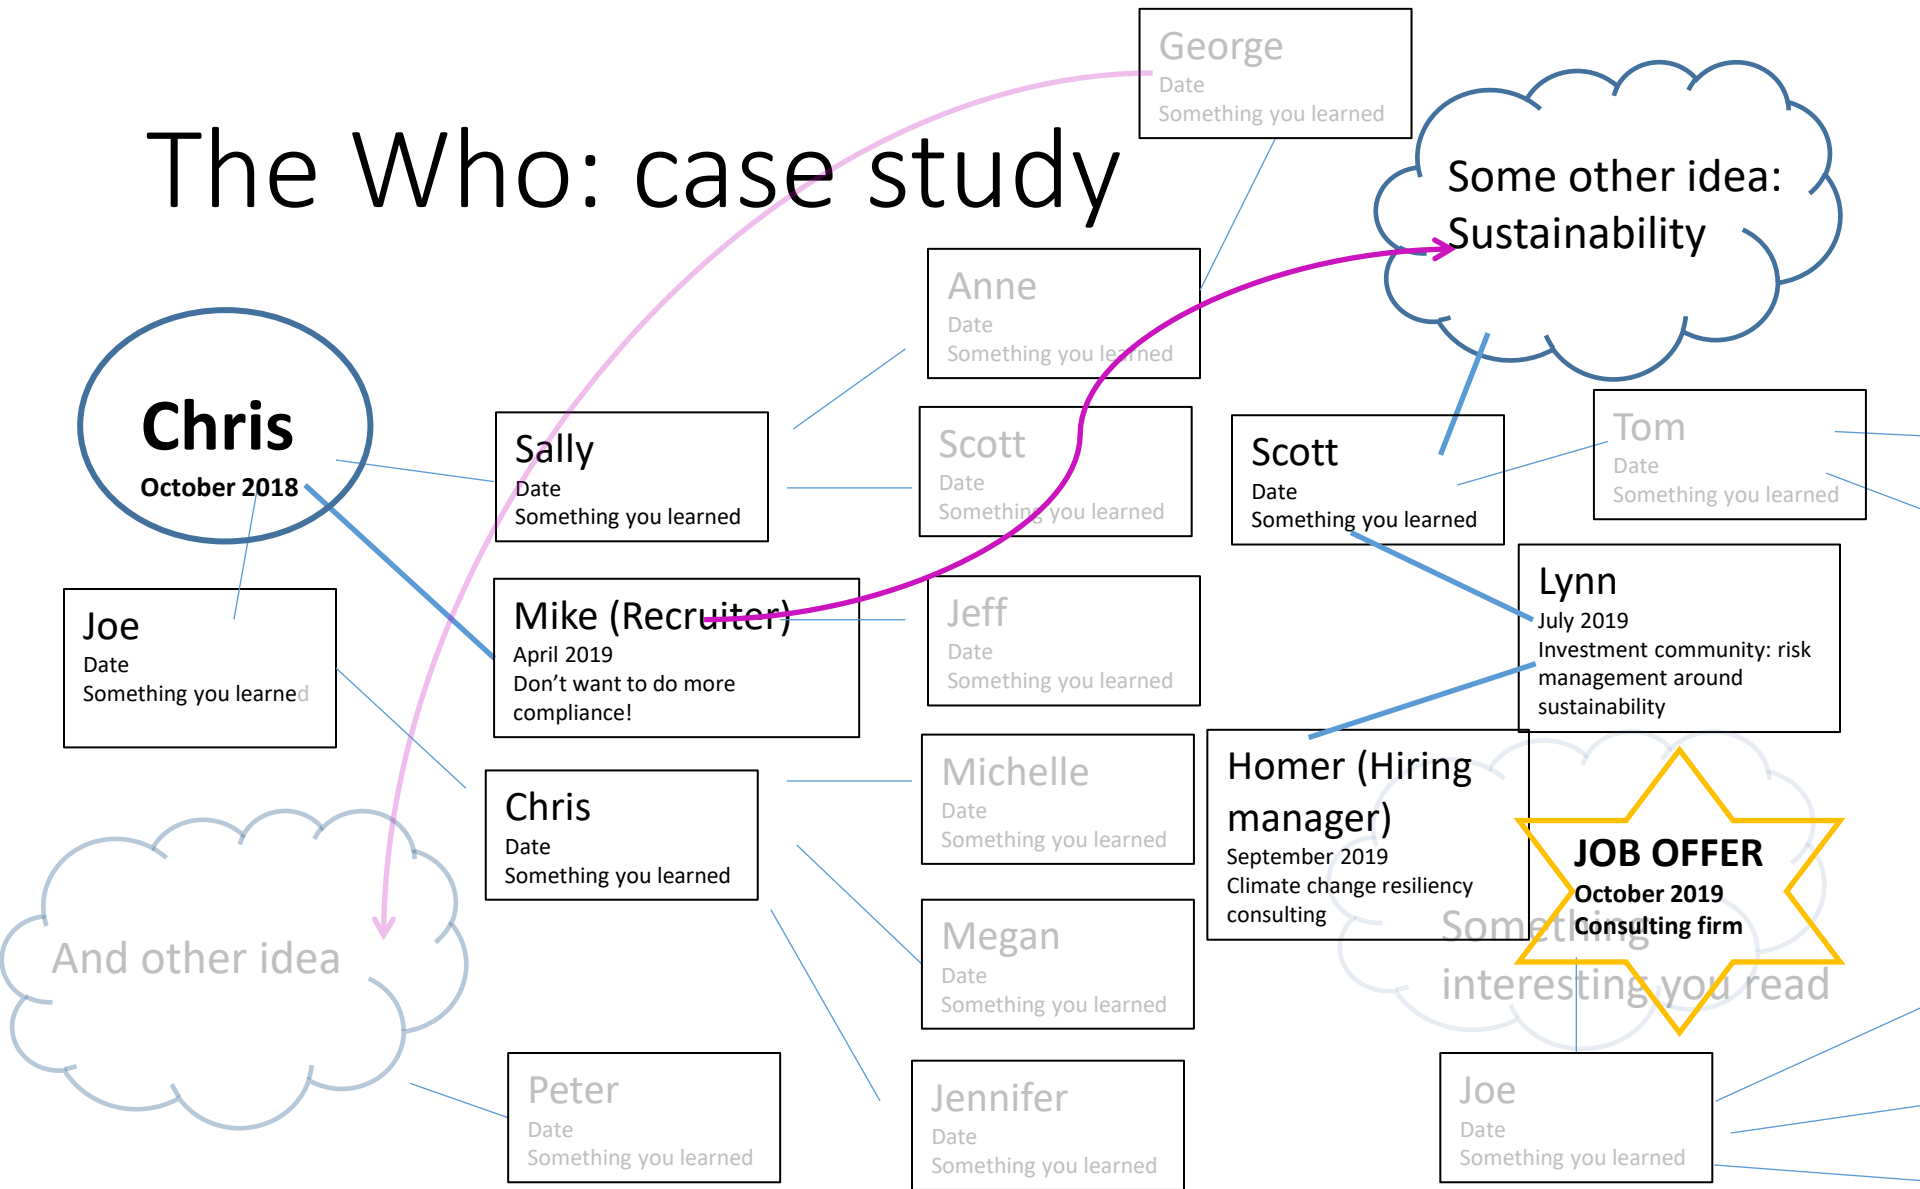 George
Date
Something you learned
The Who: case study
Some other idea:
Sustainability
Anne
Date
Something you learned
Chris
October 2018
Sally
Date
Something you learned
Scott
Date
Something you learned
Scott
Date
Something you learned
Tom
Date
Something you learned
Joe
Date
Something you learned
Mike (Recruiter)
April 2019
Don't want to do more
compliance!
Jeff
Date
Something you learned
Lynn
July 2019
Investment community: risk
management around
sustainability
Chris
Date
Something you learned
Michelle
Date
Something you learned
Homer (Hiring
manager)
September 2019
Climate change resiliency
consulting
JOB OFFER
October 2019
Consulting firm
Something
interesting you read
And other idea
Megan
Date
Something you learned
Peter
Date
Something you learned
Jennifer
Date
Something you learned
Joe
Date
Something you learned